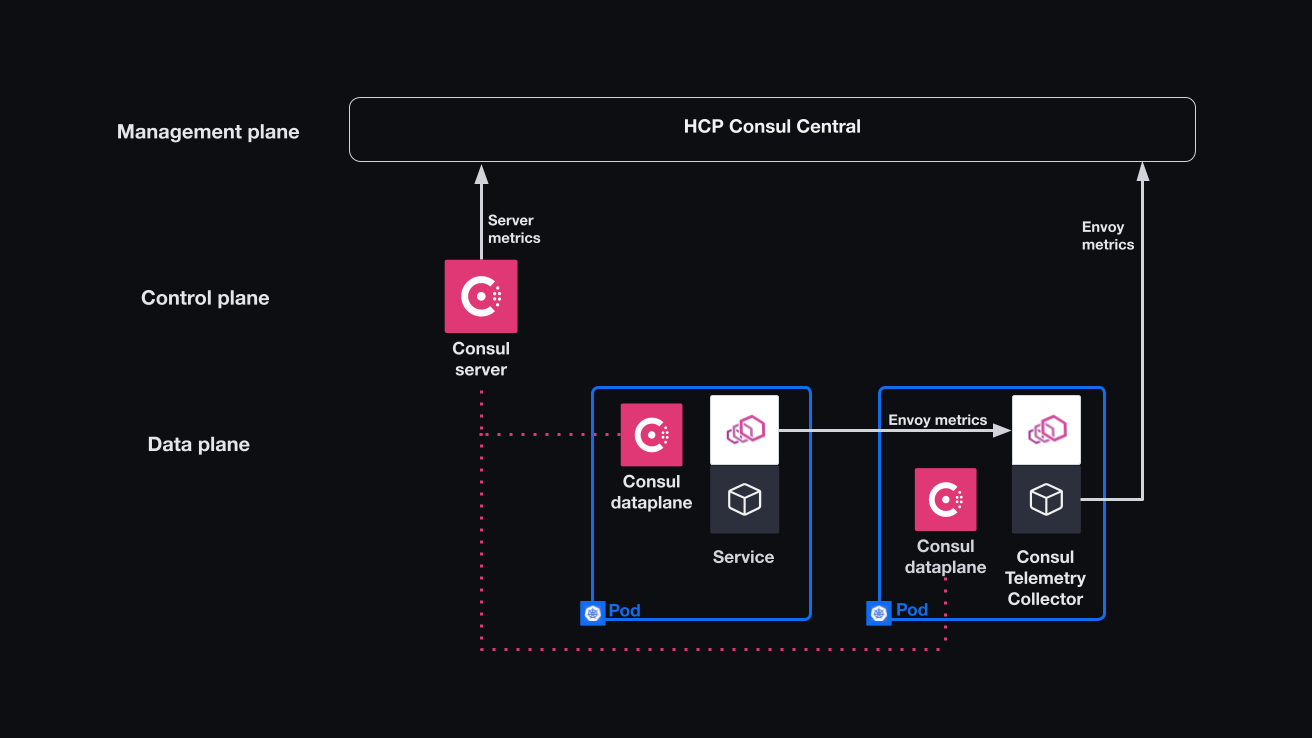 Management plane
HCP Consul Central
Server
metrics
Envoy
metrics
Control plane
Consul
server
Data plane
Envoy metrics
Consul
dataplane
Service
Pod
Consul
dataplane
Consul
Telemetry
Collector
Pod